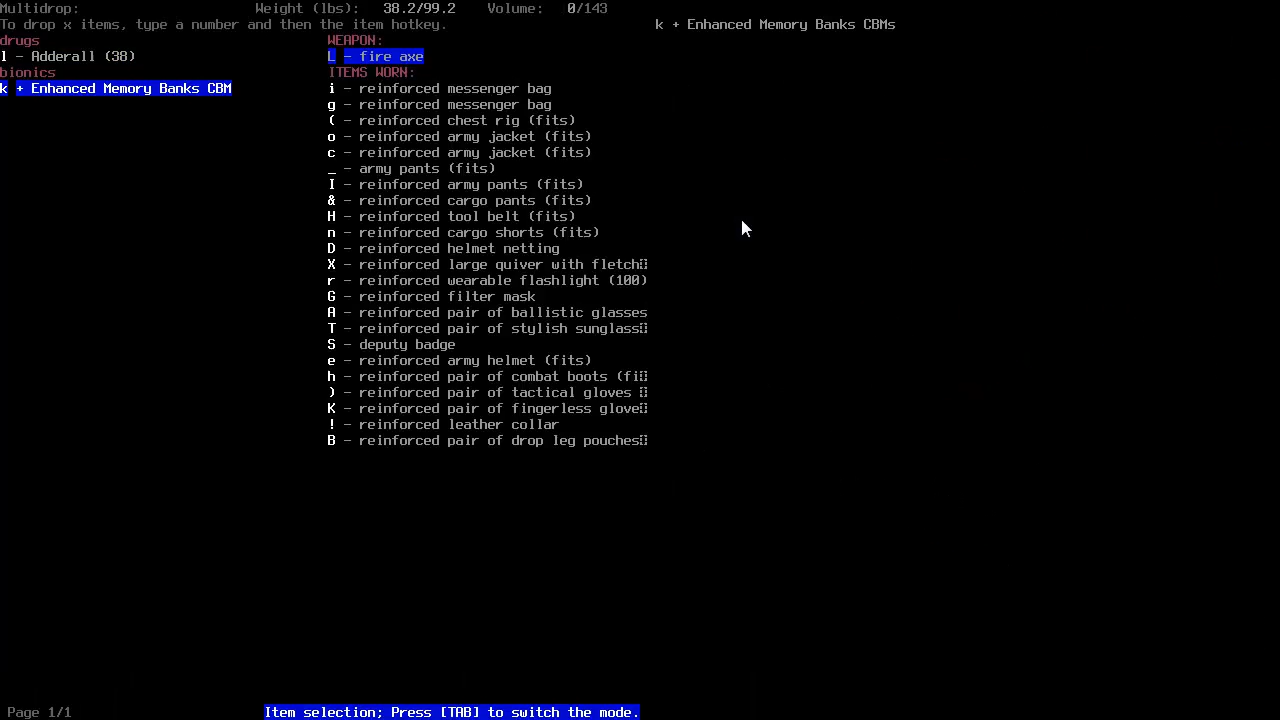 Multidrop: Weight (lbs): 38.2/99.2 Volume: 0/143
To drop x items, type a number and then the item hotkey. k + Enhanced Memory Banks CBMs
drugs
l - Adderall (38)
bionics
k + Enhanced Memory Banks CBM
WEAPON:
L - fire axe
ITEMS WORN:
i - reinforced messenger bag
g - reinforced messenger bag
( - reinforced chest rig (fits)
o - reinforced army jacket (fits)
c - reinforced army jacket (fits)
_ - army pants (fits)
I - reinforced army pants (fits)
& - reinforced cargo pants (fits)
H - reinforced tool belt (fits)
n - reinforced cargo shorts (fits)
D - reinforced helmet netting
X - reinforced large quiver with fletch
r - reinforced wearable flashlight (100)
G - reinforced filter mask
A - reinforced pair of ballistic glasses
T - reinforced pair of stylish sunglass
S - deputy badge
e - reinforced army helmet (fits)
h - reinforced pair of combat boots (fi
) - reinforced pair of tactical gloves
K - reinforced pair of fingerless glove
! - reinforced leather collar
B - reinforced pair of drop leg pouches
Page 1/1 Item selection; Press [TAB] to switch the mode.